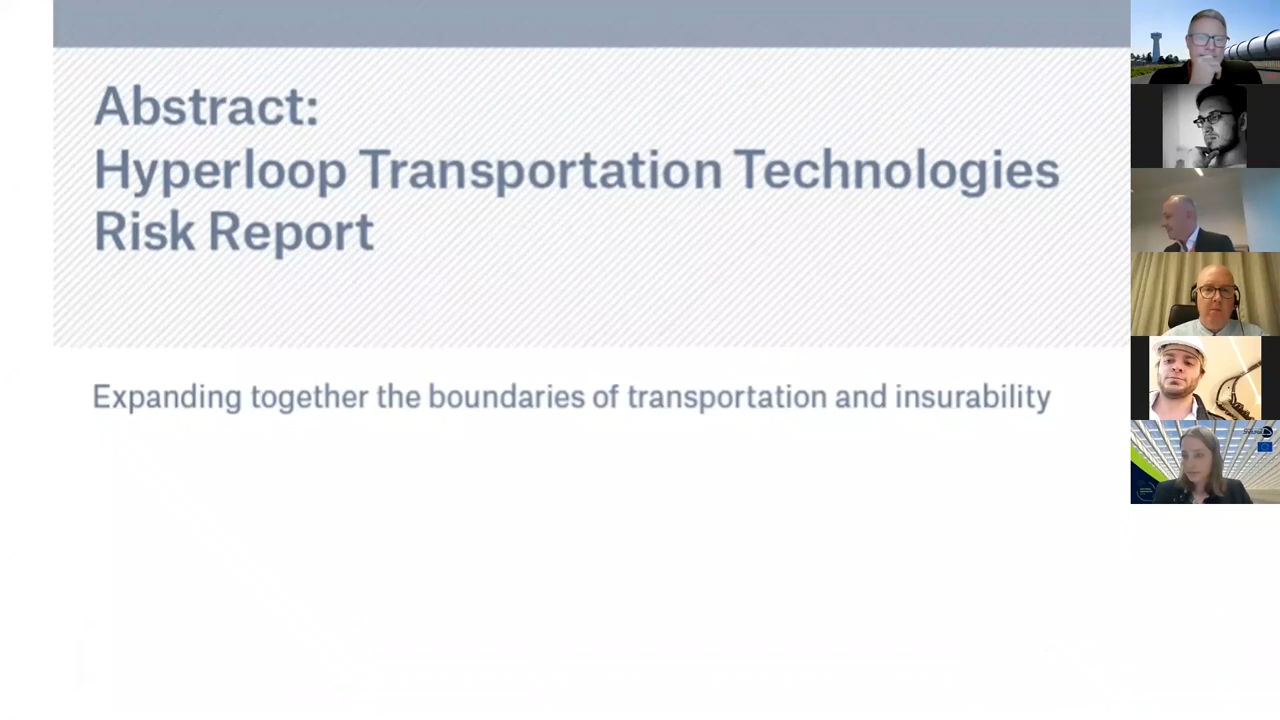 Abstract:
Hyperloop Transportation Technologies
Risk Report
Expanding together the boundaries of transportation and insurability